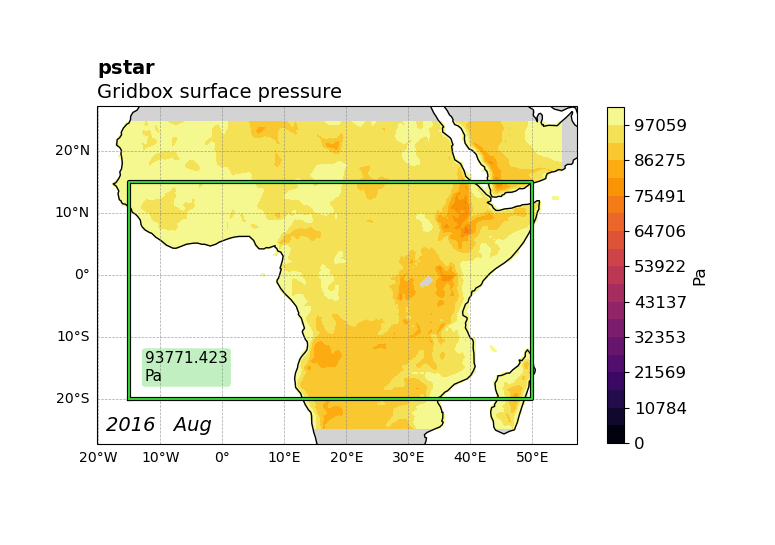 pstar
Gridbox surface pressure
20°N
10°N
0°
10°S
20°S
93771.423
Pa
2016 Aug
20°W
10°W
0°
10°E
20°E
30°E
40°E
50°E
97059
86275
75491
64706
53922
43137
32353
21569
10784
0
Pa